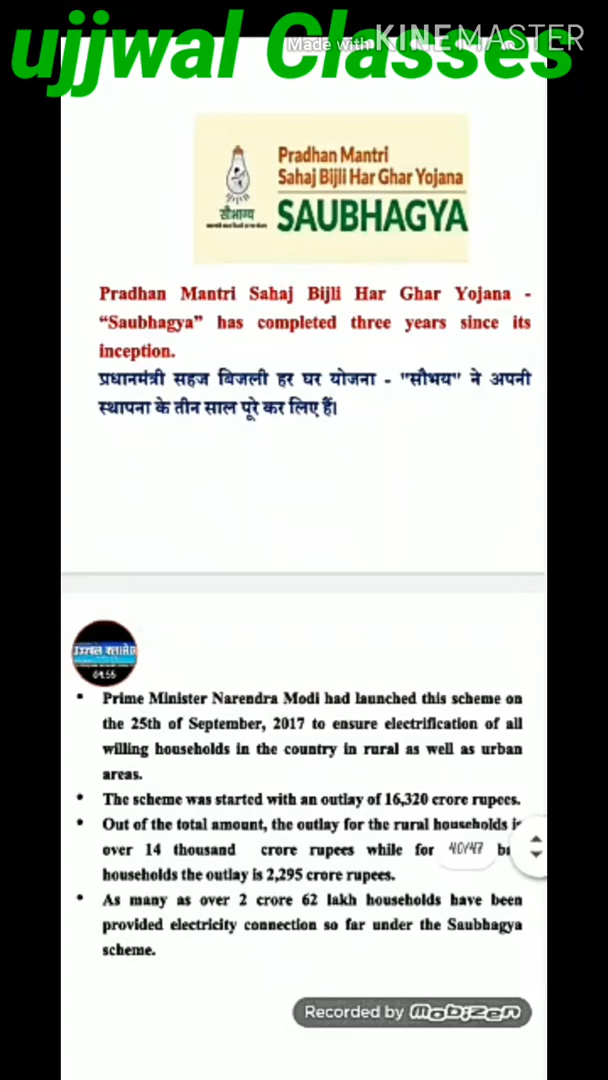 ujjwal Classes
Made with KINEMASTER
Pradhan Mantri
Sahaj Bijli Har Ghar Yojana
सौभाग्य
SAUBHAGYA
Pradhan Mantri Sahaj Bijli Har Ghar Yojana -
“Saubhagya” has completed three years since its
inception.
प्रधानमंत्री सहज बिजली हर घर योजना - "सौभय" ने अपनी
स्थापना के तीन साल पूरे कर लिए हैं।
उज्जवल क्लासेस
04:55
• Prime Minister Narendra Modi had launched this scheme on
the 25th of September, 2017 to ensure electrification of all
willing households in the country in rural as well as urban
areas.
• The scheme was started with an outlay of 16,320 crore rupees.
• Out of the total amount, the outlay for the rural households is
over 14 thousand crore rupees while for
40/47
households the outlay is 2,295 crore rupees.
• As many as over 2 crore 62 lakh households have been
provided electricity connection so far under the Saubhagya
scheme.
Recorded by Mobizen